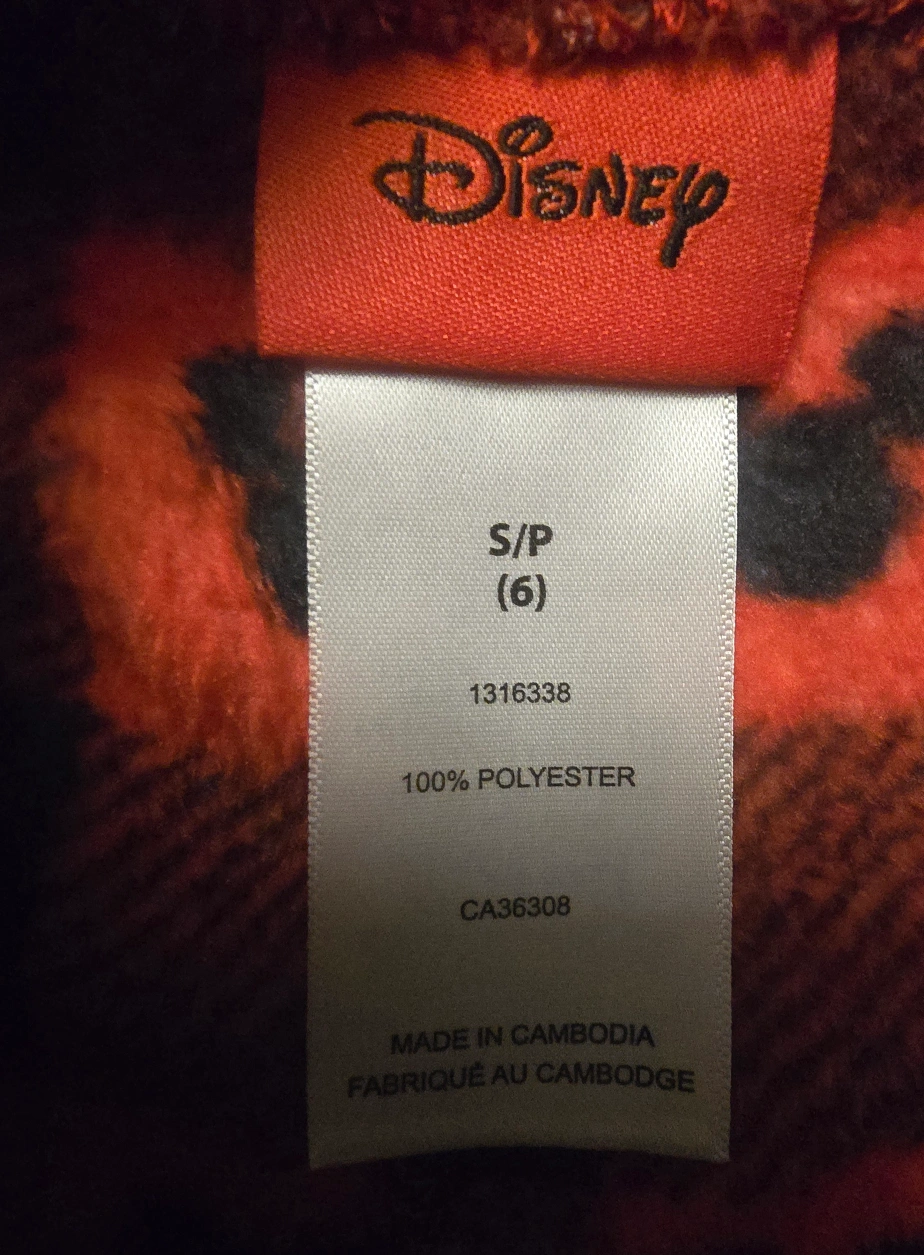 Disney
S/P
(6)
1316338
100% POLYESTER
CA36308
MADE IN CAMBODIA
FABRIQUÉ AU CAMBODGE